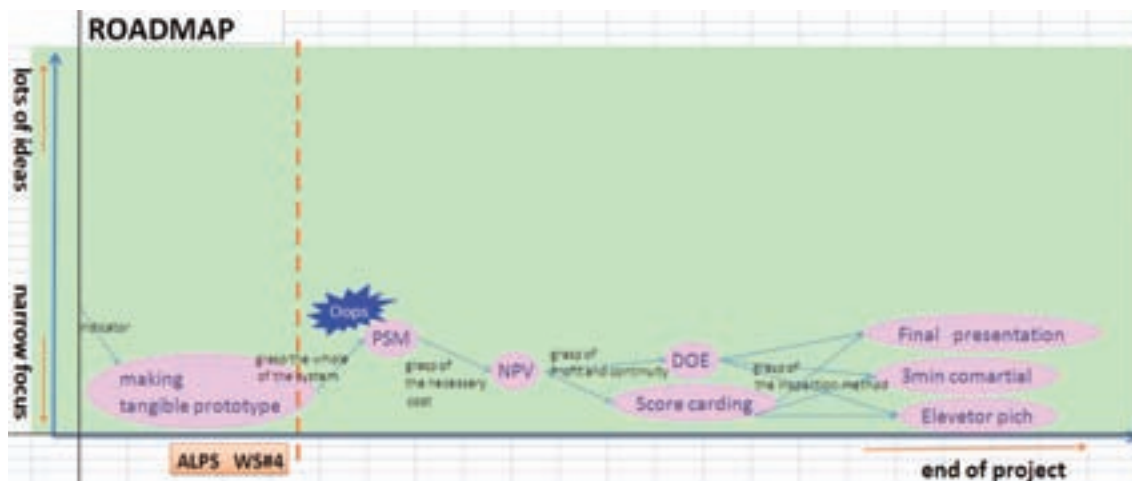 ROADMAP
lots of ideas
narrow focus
indicator
making
tangible prototype
grasp the whole
of the system
Oops
PSM
grasp of
the necessary
cost
NPV
grasp of
profit and continuity
DOE
Score carding
grasp of
the inspection method
Final presentation
3min comartial
Elevetor pich
ALPS WS#4
end of project